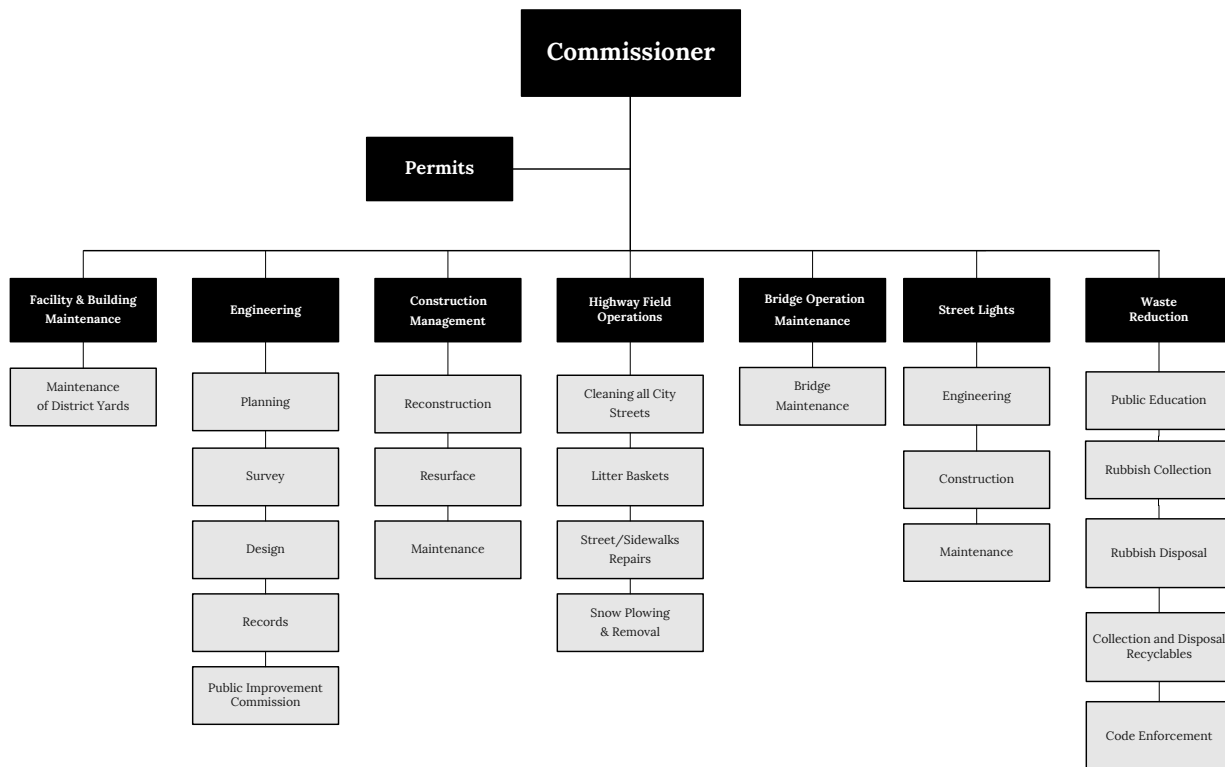 Commissioner
Permits
Facility & Building
Maintenance
Engineering
Construction
Management
Highway Field
Operations
Bridge Operation
Maintenance
Street Lights
Waste
Reduction
Maintenance
of District Yards
Planning
Survey
Design
Records
Public Improvement
Commission
Reconstruction
Resurface
Maintenance
Cleaning all City
Streets
Litter Baskets
Street/Sidewalks
Repairs
Snow Plowing
& Removal
Bridge
Maintenance
Engineering
Construction
Maintenance
Public Education
Rubbish Collection
Rubbish Disposal
Collection and Disposal
Recyclables
Code Enforcement